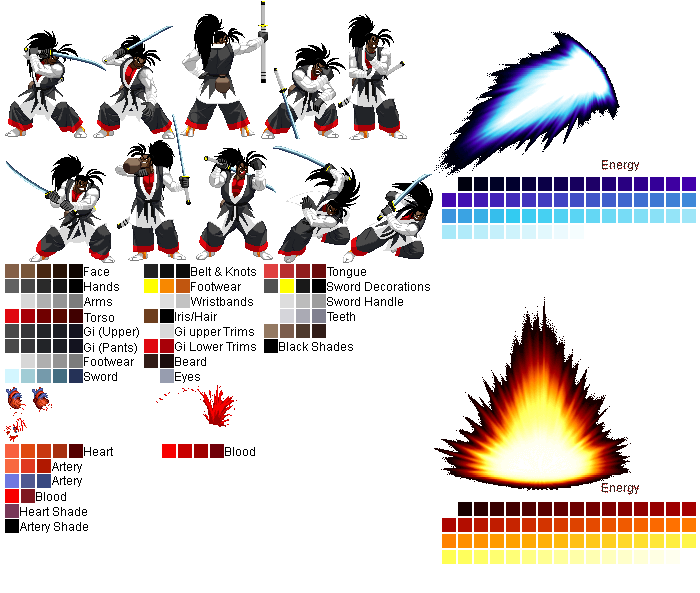 Energy
Face
Belt & Knots
Tongue
Hands
Footwear
Sword Decorations
Arms
Wristbands
Sword Handle
Torso
Iris/Hair
Teeth
Gi (Upper)
Gi upper Trims
Gi (Pants)
Gi Lower Trims
Black Shades
Footwear
Beard
Sword
Eyes
Heart
Blood
Artery
Artery
Blood
Heart Shade
Artery Shade
Energy